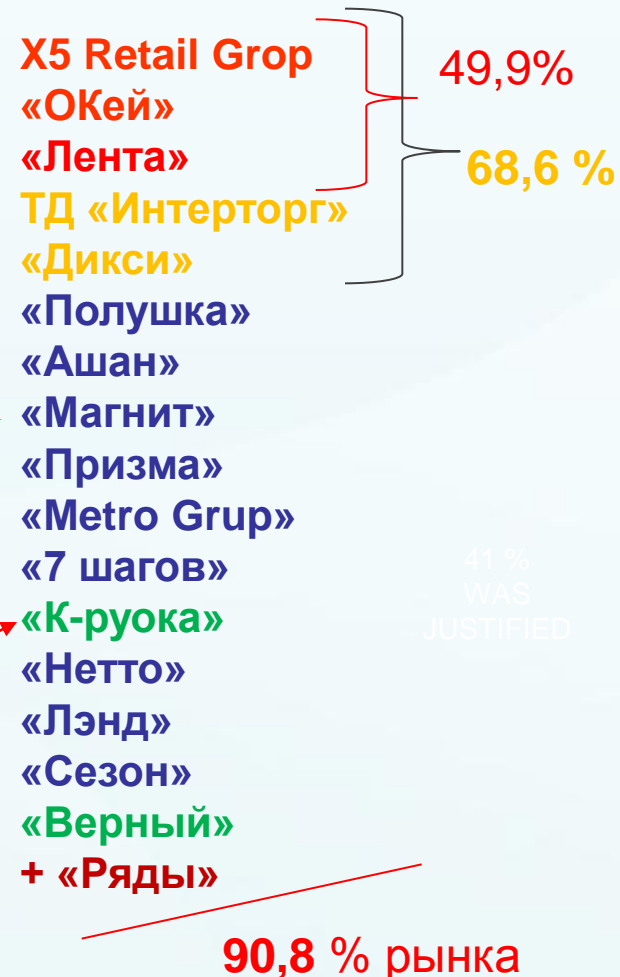 X5 Retail Grop
«ОКей»
«Лента»
ТД «Интерторг»
«Дикси»
«Полушка»
«Ашан»
«Магнит»
«Призма»
«Metro Grup»
«7 шагов»
«К-руока»
«Нетто»
«Лэнд»
«Сезон»
«Верный»
+ «Ряды»
49,9%
68,6 %
41 %
WAS
JUSTIFIED
90,8 % рынка